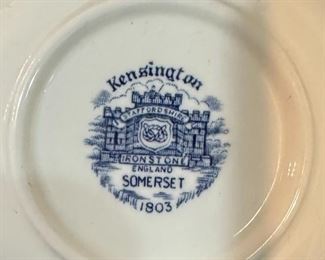 Kensington
STAFFORDSHIRE
IRONSTONE
ENGLAND
SOMERSET
1803